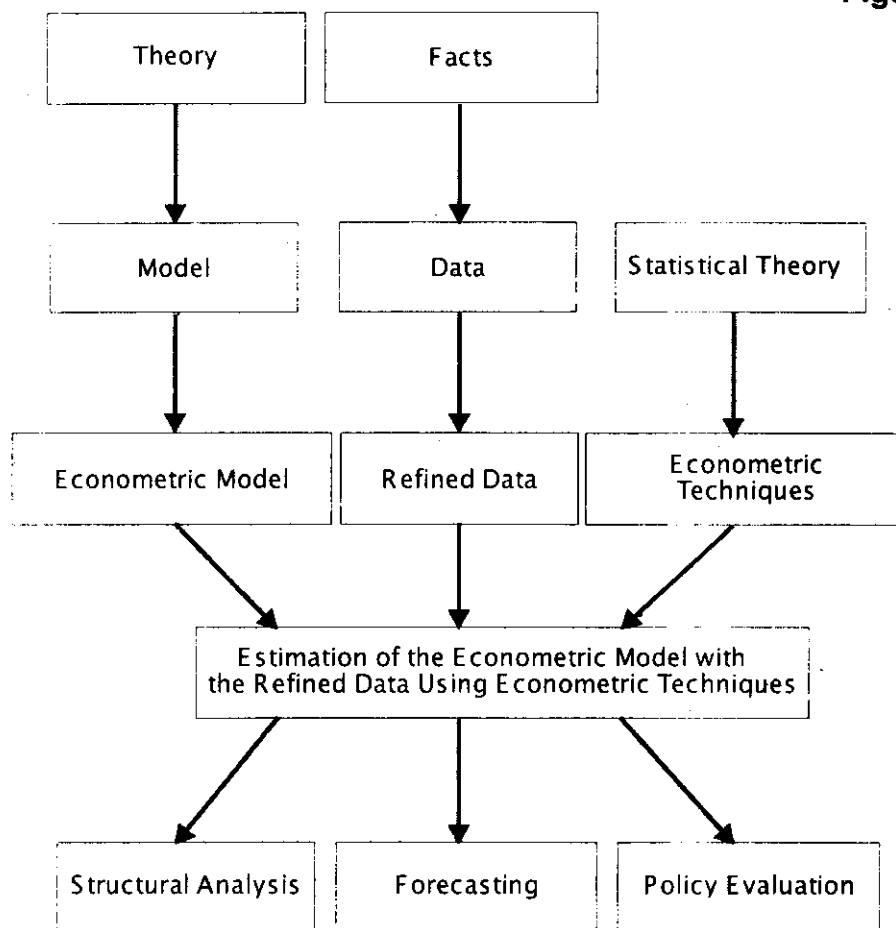 Theory
Facts
Model
Data
Statistical Theory
Econometric Model
Refined Data
Econometric
Techniques
Estimation of the Econometric Model with
the Refined Data Using Econometric Techniques
Structural Analysis
Forecasting
Policy Evaluation